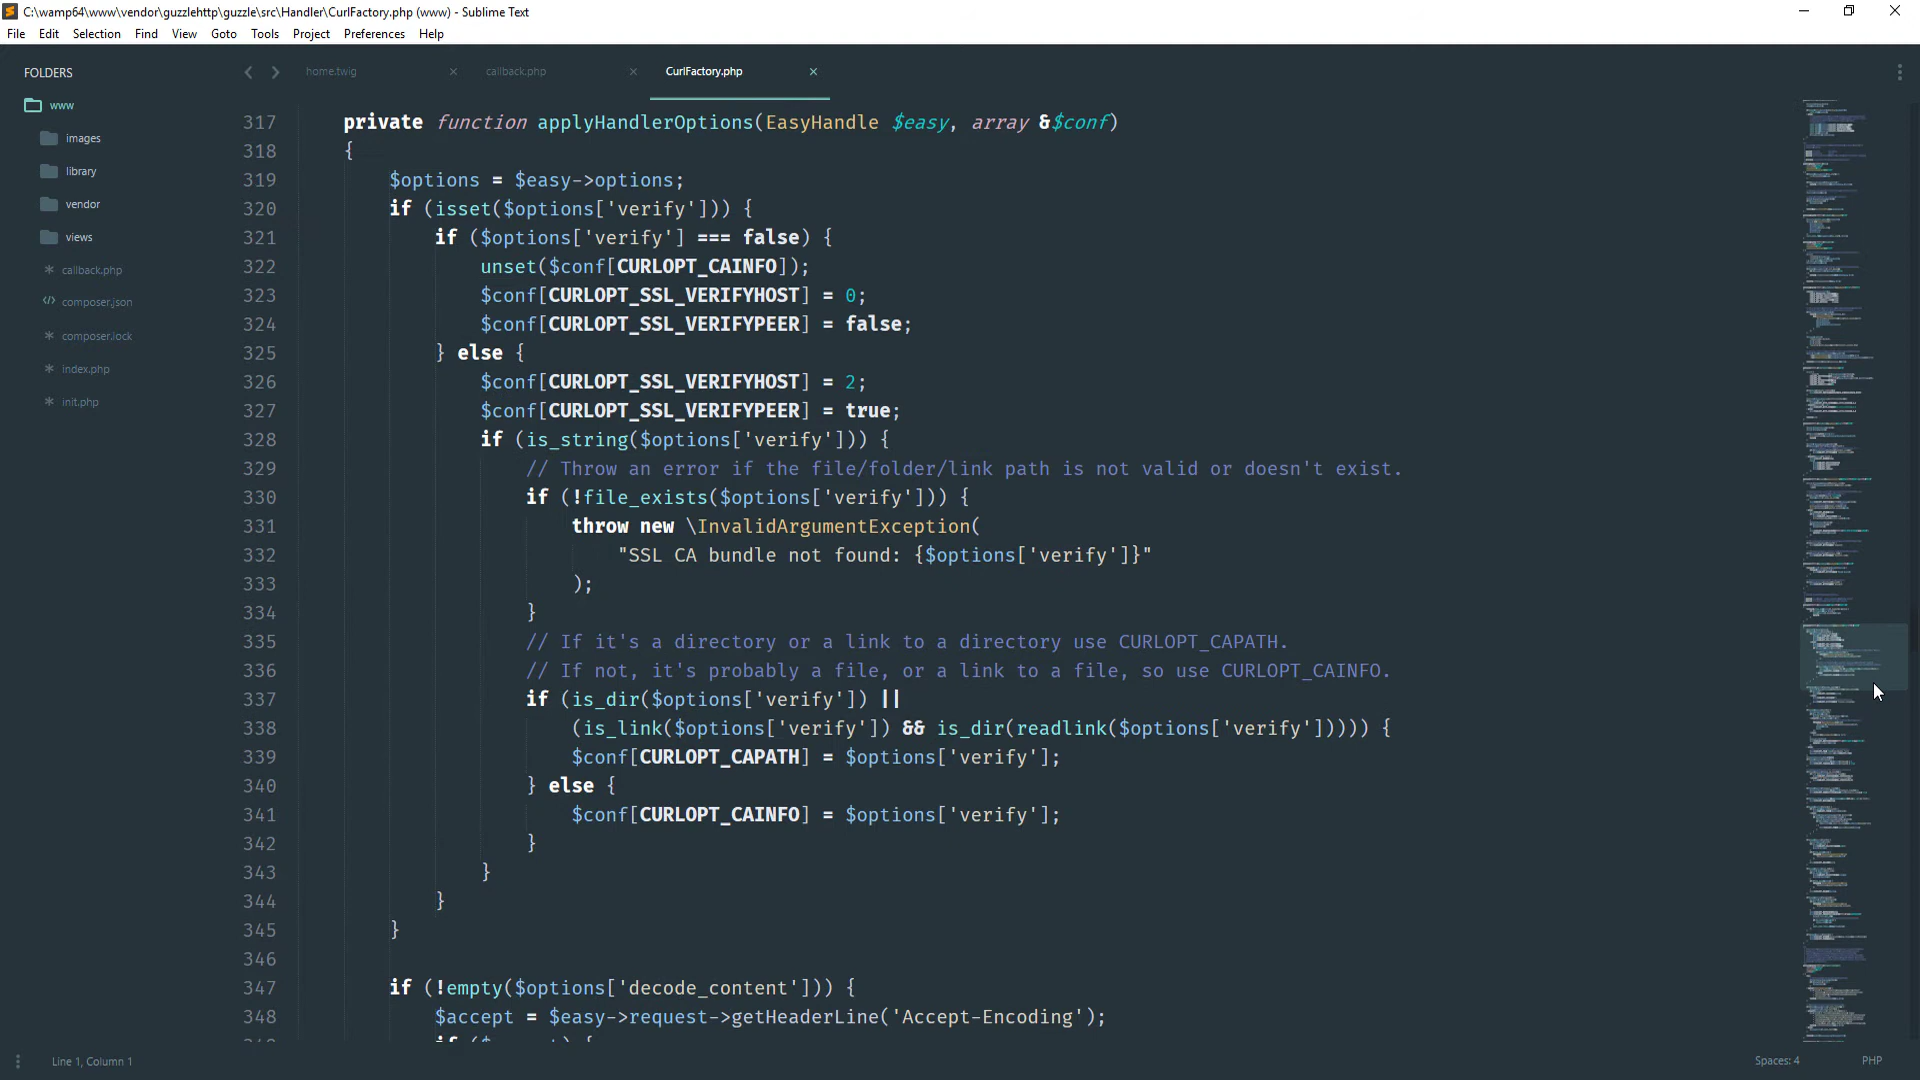 C:\wamp64\www\vendor\guzzlehttp\guzzle\src\Handler\CurlFactory.php (www) - Sublime Text
File Edit Selection Find View Goto Tools Project Preferences Help
FOLDERS
www
images
library
vendor
views
callback.php
composer.json
composer.lock
index.php
init.php
home.twig callback.php CurlFactory.php
317 private function applyHandlerOptions(EasyHandle $easy, array &$conf)
318 {
319 $options = $easy->options;
320 if (isset($options['verify'])) {
321 if ($options['verify'] === false) {
322 unset($conf[CURLOPT_CAINFO]);
323 $conf[CURLOPT_SSL_VERIFYHOST] = 0;
324 $conf[CURLOPT_SSL_VERIFYPEER] = false;
325 } else {
326 $conf[CURLOPT_SSL_VERIFYHOST] = 2;
327 $conf[CURLOPT_SSL_VERIFYPEER] = true;
328 if (is_string($options['verify'])) {
329 // Throw an error if the file/folder/link path is not valid or doesn't exist.
330 if (!file_exists($options['verify'])) {
331 throw new \InvalidArgumentException(
332 "SSL CA bundle not found: {$options['verify']}"
333 );
334 }
335 // If it's a directory or a link to a directory use CURLOPT_CAPATH.
336 // If not, it's probably a file, or a link to a file, so use CURLOPT_CAINFO.
337 if (is_dir($options['verify']) ||
338 (is_link($options['verify']) && is_dir(readlink($options['verify'])))) {
339 $conf[CURLOPT_CAPATH] = $options['verify'];
340 } else {
341 $conf[CURLOPT_CAINFO] = $options['verify'];
342 }
343 }
344 }
345 }
346
347 if (!empty($options['decode_content'])) {
348 $accept = $easy->request->getHeaderLine('Accept-Encoding');
Line 1, Column 1
Spaces: 4 PHP